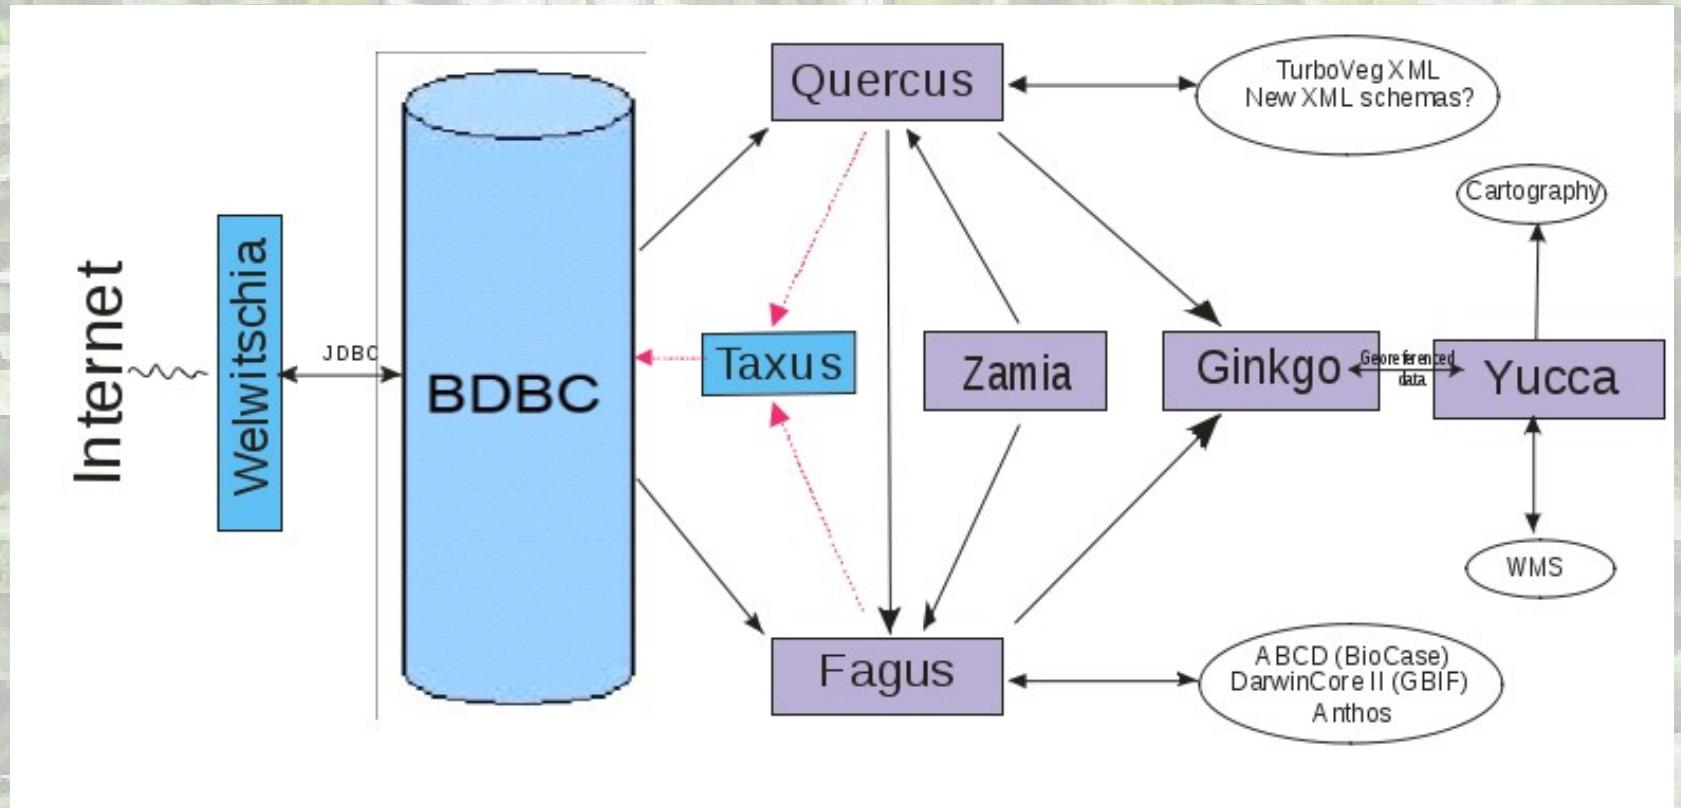 Internet
Welwitschia
JDBC
BDBC
Quercus
TurboVeg XML
New XML schemas?
Cartography
Taxus
Zamia
Ginkgo
Georeferenced
data
Yucca
WMS
Fagus
ABCD (BioCase)
DarwinCore II (GBIF)
Anthos